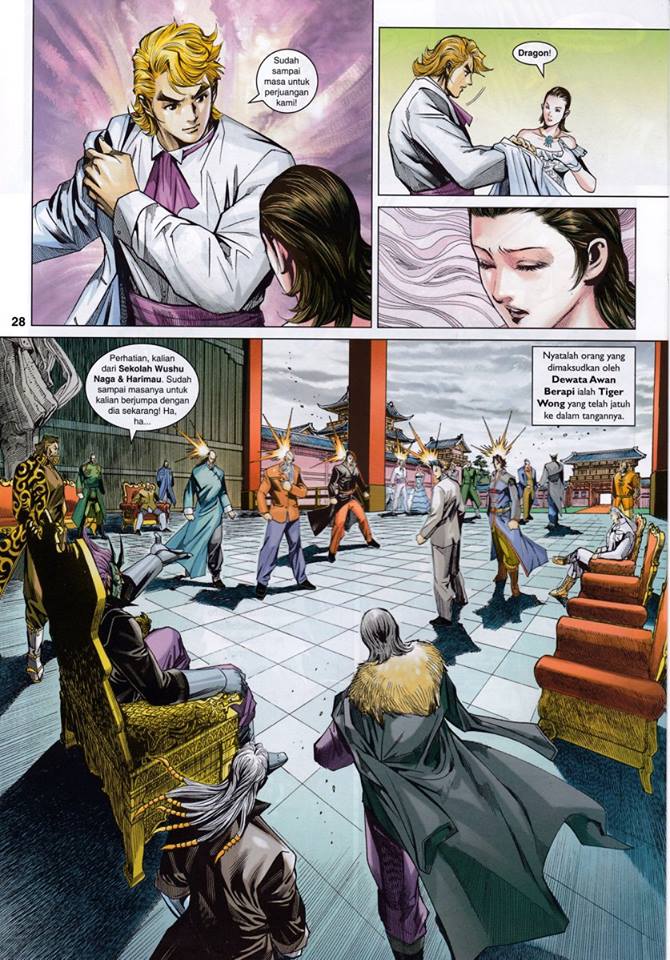 Sudah
sampai
masa untuk
perjuangan
kami!
Dragon!
28
Perhatian, kalian
dari Sekolah Wushu
Naga & Harimau. Sudah
sampai masanya untuk
kalian berjumpa dengan
dia sekarang! Ha,
ha...
Nyatalah orang yang
dimaksudkan oleh
Dewata Awan
Berapi ialah Tiger
Wong yang telah jatuh
ke dalam tangannya.